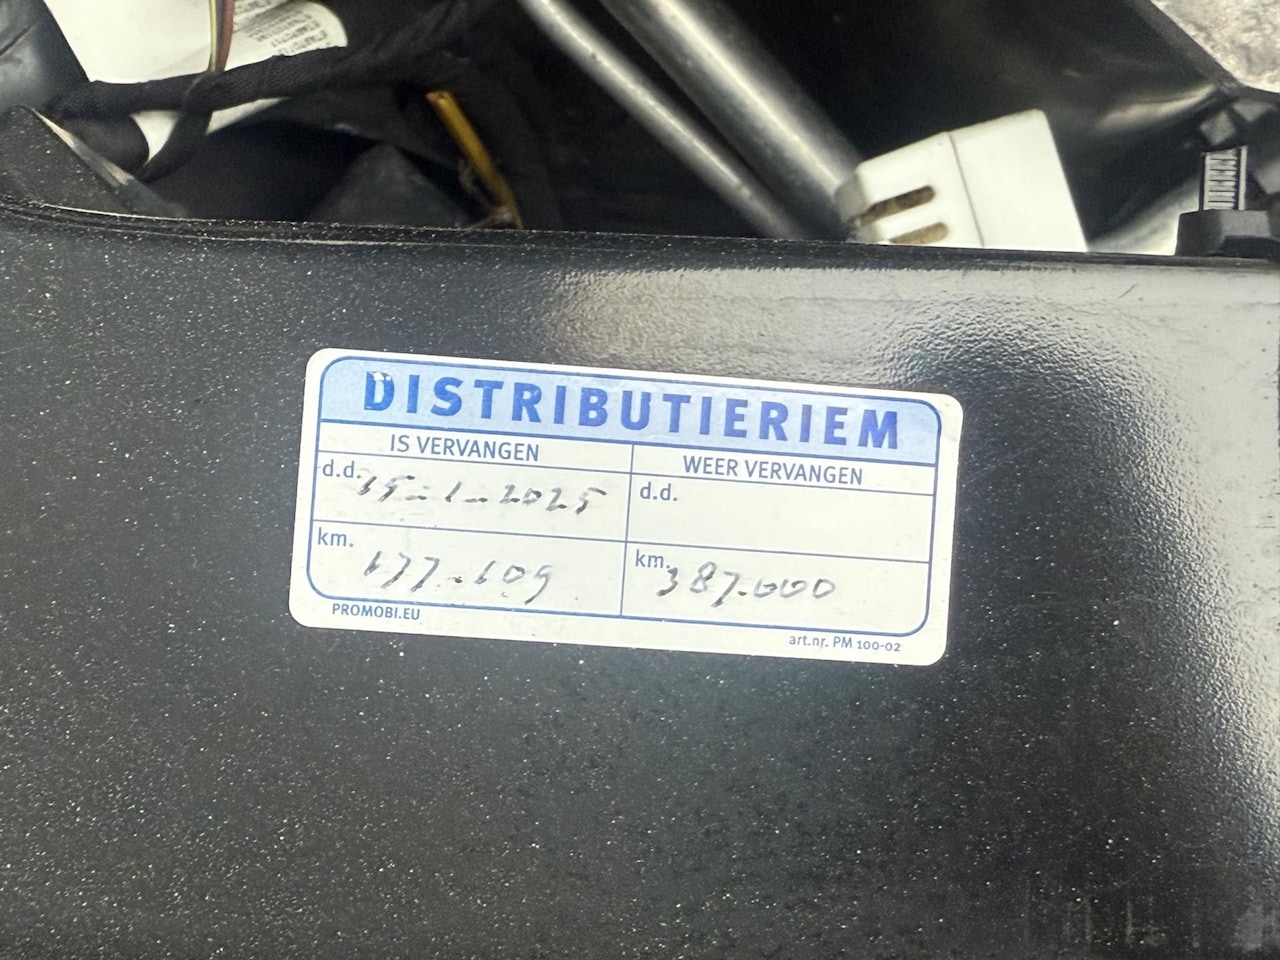 DISTRIBUTIERIEM
IS VERVANGEN
WEER VERVANGEN
d.d. 15-1-2025
d.d.
km. 177.109
km. 387.000
PROMOBI.EU
art.nr. PM 100-02